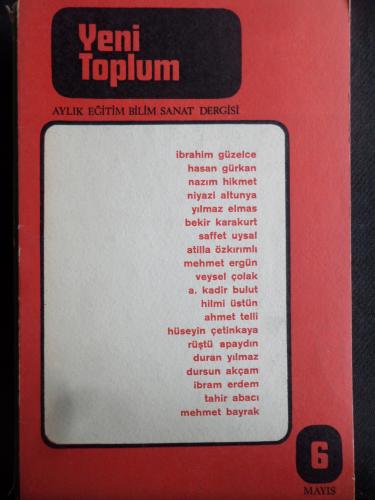 Yeni
Toplum
AYLIK EĞİTİM BİLİM SANAT DERGİSİ
ibrahim güzelce
hasan gürkan
nazım hikmet
niyazi altunya
yılmaz elmas
bekir karakurt
saffet uysal
atilla özkırımlı
mehmet ergün
veysel çolak
a. kadir bulut
hilmi üstün
ahmet telli
hüseyin çetinkaya
rüştü apaydın
duran yılmaz
dursun akçam
ibram erdem
tahir abacı
mehmet bayrak
6
MAYIS